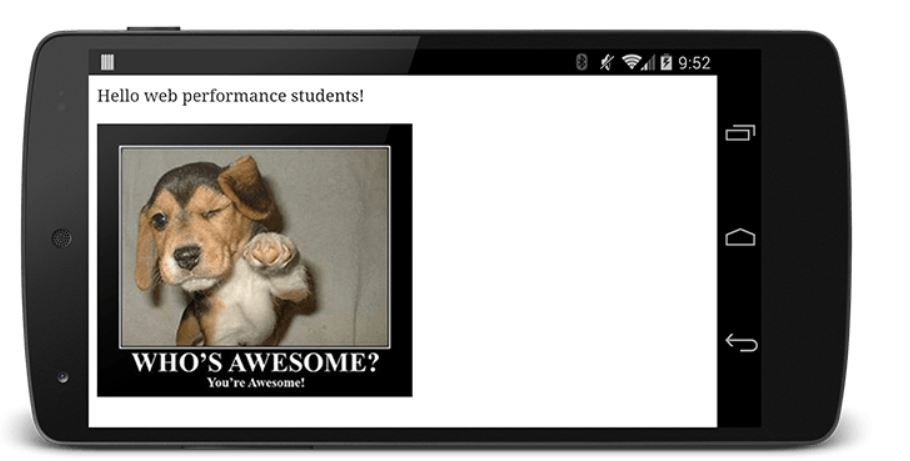 9:52
Hello web performance students!
WHO'S AWESOME?
You're Awesome!